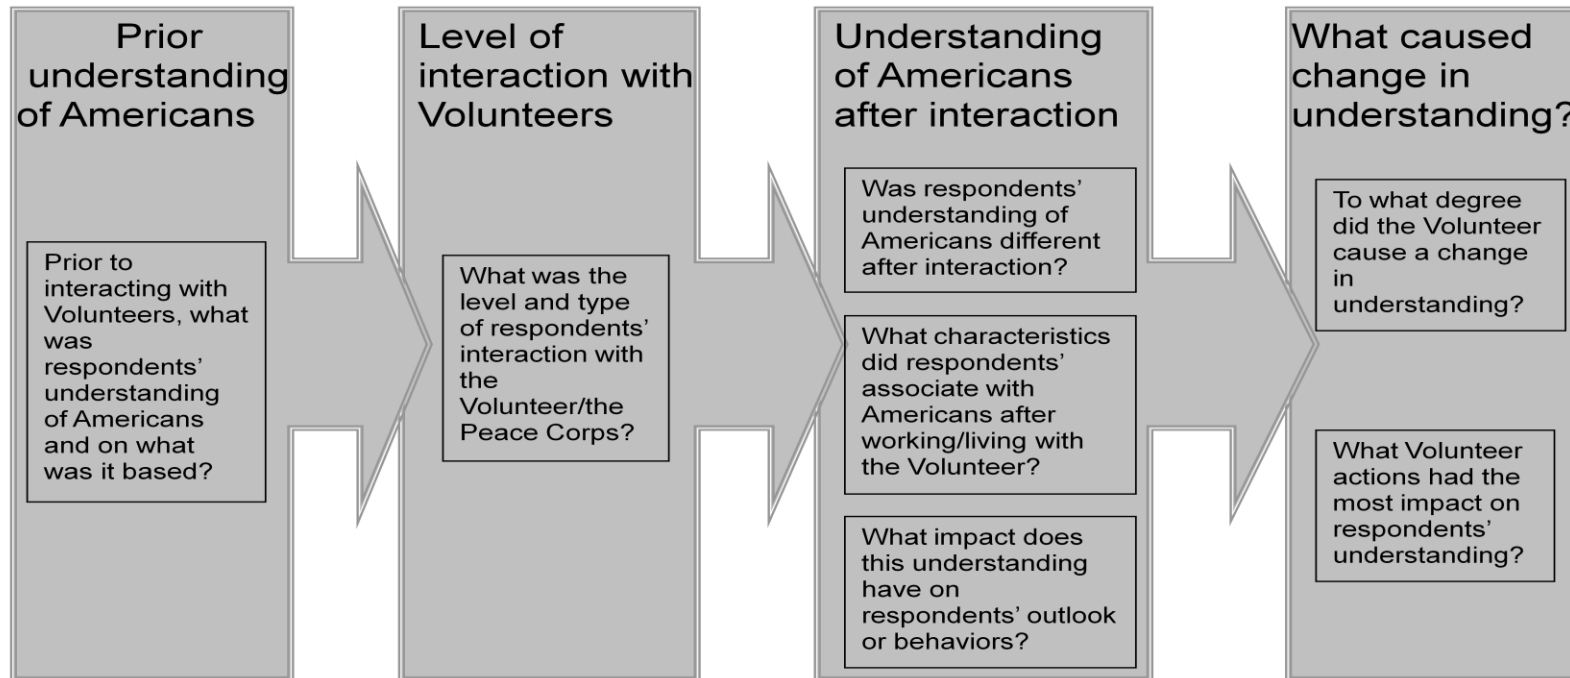 Prior
understanding
of Americans
Prior to
interacting with
Volunteers, what
was
respondents’
understanding
of Americans
and on what
was it based?
Level of
interaction with
Volunteers
What was the
level and type
of respondents’
interaction with
the
Volunteer/the
Peace Corps?
Understanding
of Americans
after interaction
Was respondents’
understanding of
Americans different
after interaction?
What characteristics
did respondents’
associate with
Americans after
working/living with
the Volunteer?
What impact does
this understanding
have on
respondents’ outlook
or behaviors?
What caused
change in
understanding?
To what degree
did the Volunteer
cause a change
in
understanding?
What Volunteer
actions had the
most impact on
respondents’
understanding?